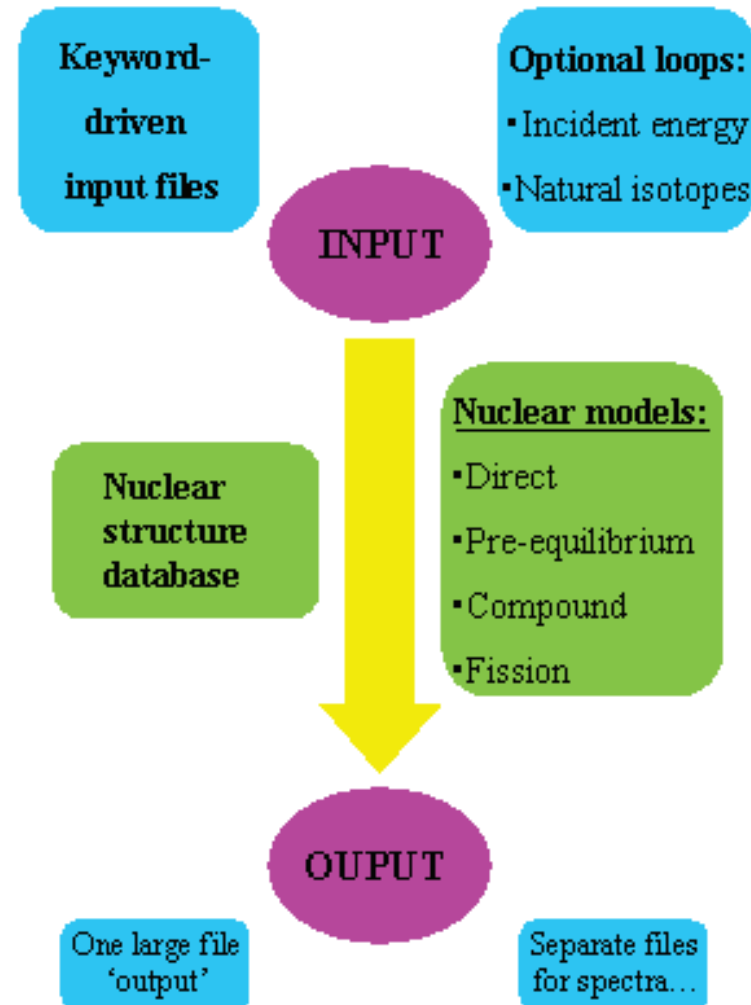 Keyword-
driven
input files
Optional loops:
▪Incident energy
▪Natural isotopes
INPUT
Nuclear models:
▪Direct
▪Pre-equilibrium
▪Compound
▪Fission
Nuclear
structure
database
OUPUT
One large file
‘output’
Separate files
for spectra…